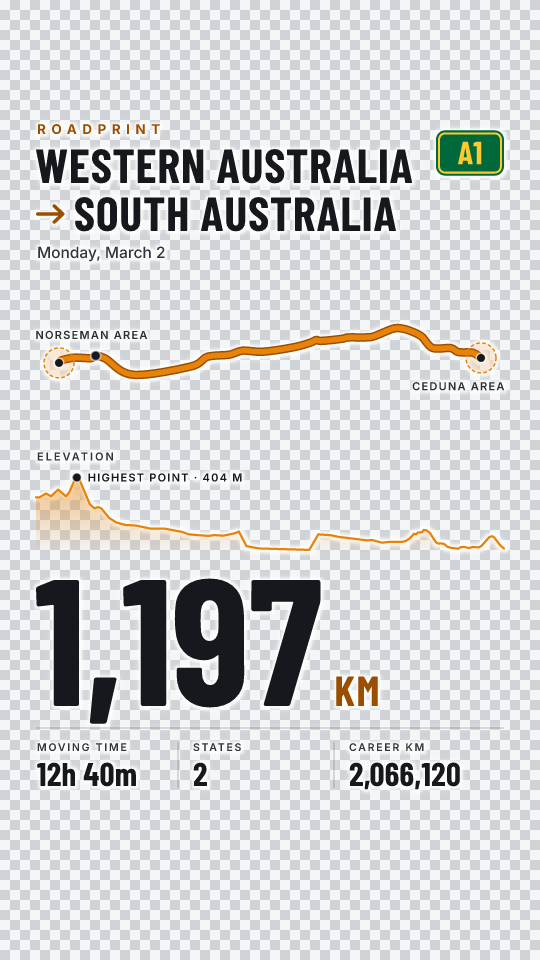 ROADPRINT
WESTERN AUSTRALIA
A1
→ SOUTH AUSTRALIA
Monday, March 2
NORSEMAN AREA
CEDUNA AREA
ELEVATION
HIGHEST POINT · 404 M
1,197 KM
MOVING TIME
12h 40m
STATES
2
CAREER KM
2,066,120